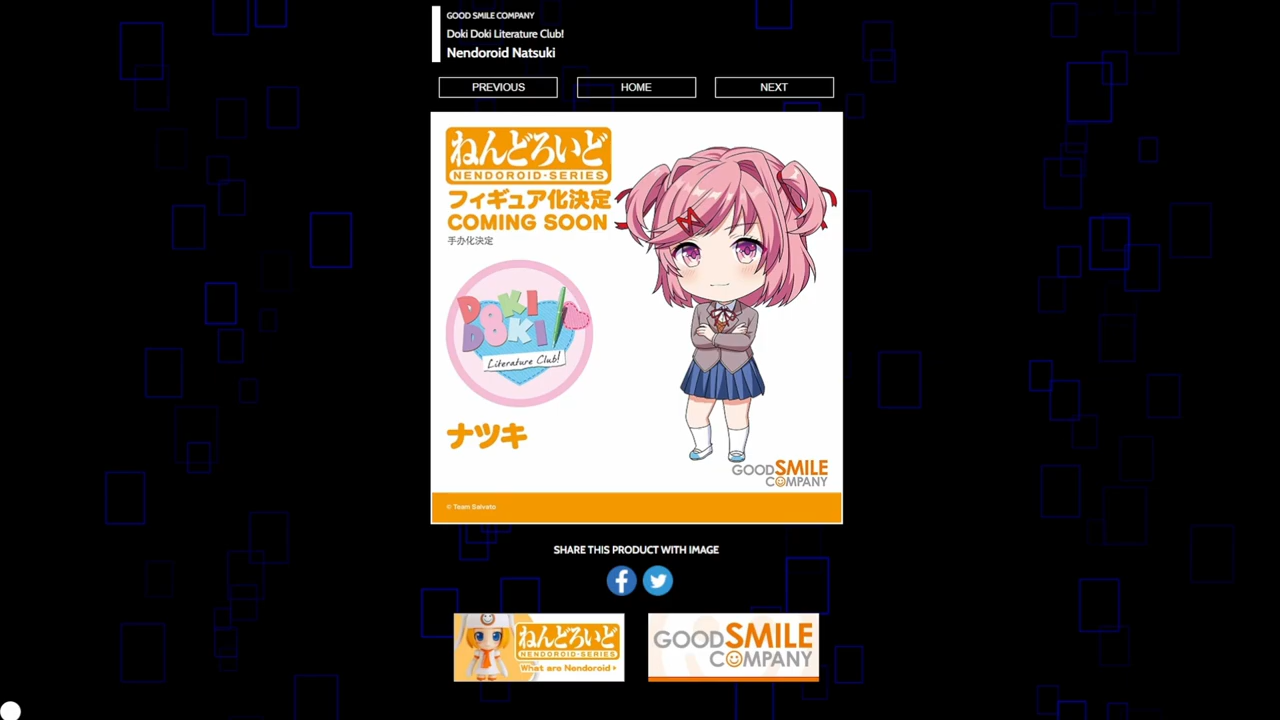 GOOD SMILE COMPANY
Doki Doki Literature Club!
Nendoroid Natsuki
PREVIOUS
HOME
NEXT
ねんどろいど
NENDOROID-SERIES
フィギュア化決定
COMING SOON
手办化決定
DOKI
DOKI
Literature Club!
ナツキ
GOOD SMILE
COMPANY
© Team Salvato
SHARE THIS PRODUCT WITH IMAGE
ねんどろいど
NENDOROID-SERIES
What are Nendoroid
GOOD SMILE
COMPANY